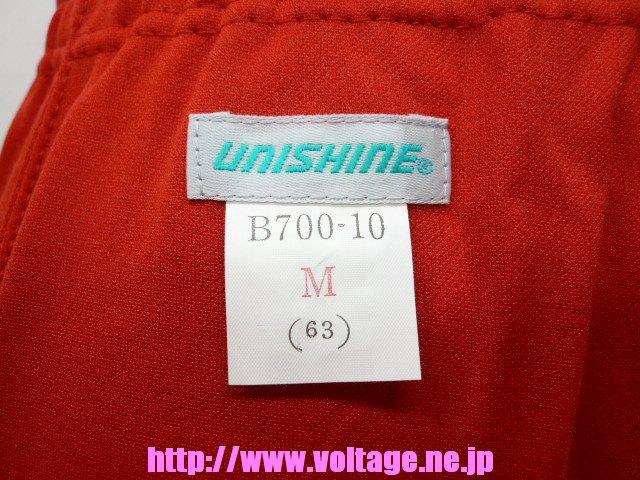 UNISHINE®
B700-10
M
(63)
http://www.voltage.ne.jp